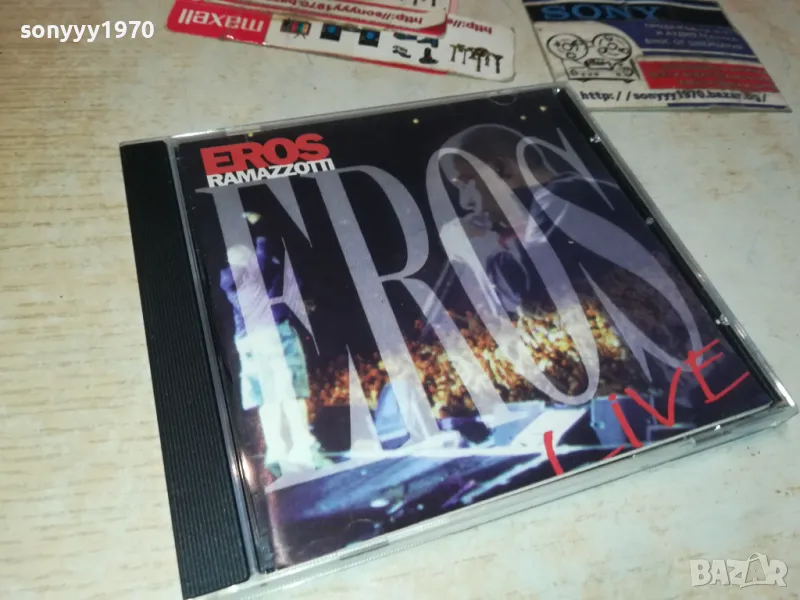 sonyyy1970
maxell
SONY
http://sonyyy1970.bazar.bg/
EROS
RAMAZZOTTI
EROS
LIVE
BAZAR